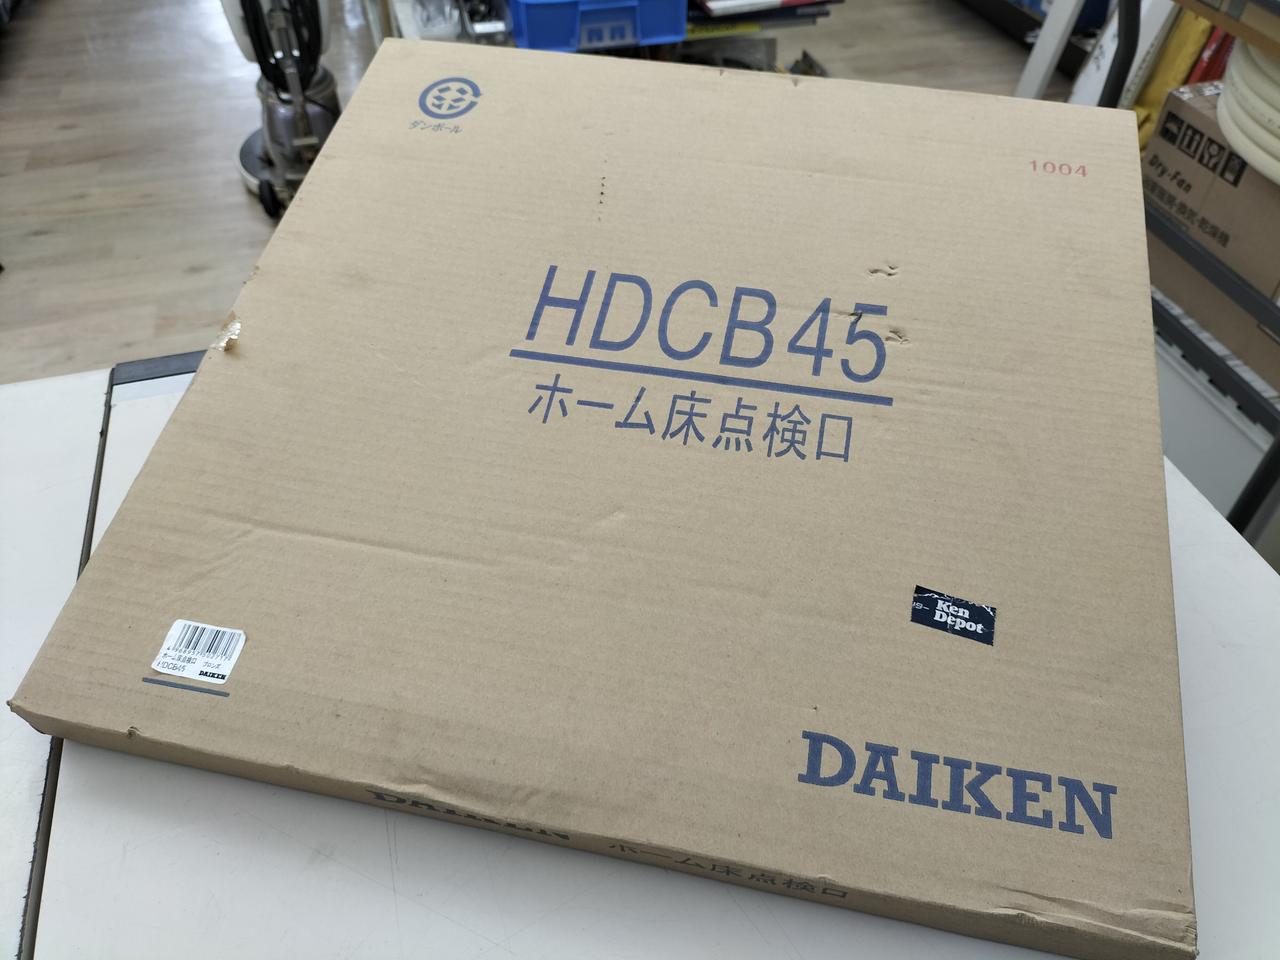 ダンボール
1004
HDCB45
ホーム床点検口
Ken
Depot
ホーム床点検口 ブロンズ
HDCB45 DAIKEN
DAIKEN
DAIKEN ホーム床点検口
Dry-Fan